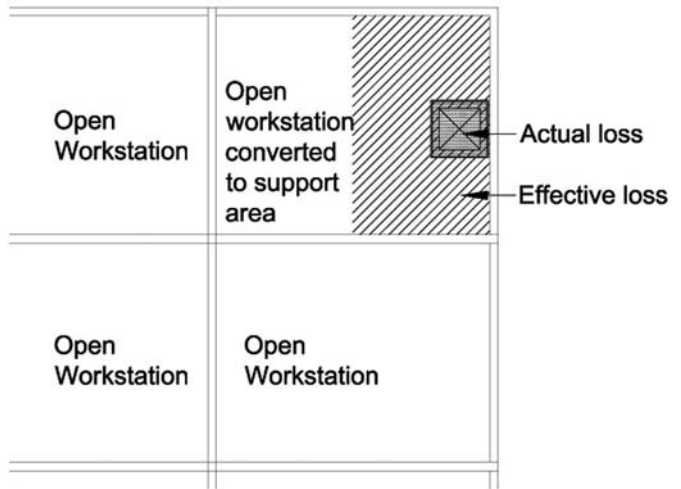 Open
Workstation
Open
workstation
converted
to support
area
Actual loss
Effective loss
Open
Workstation
Open
Workstation